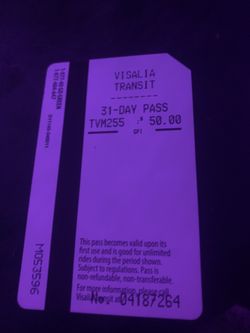 VISALIA
TRANSIT
31-DAY PASS
TVM255 $ 50.00
This pass becomes valid upon its
first use and is good for unlimited
rides during the period shown.
Subject to regulations. Pass is
non-refundable, non-transferable.
For more information, please call
No. 04187264
MDS3596